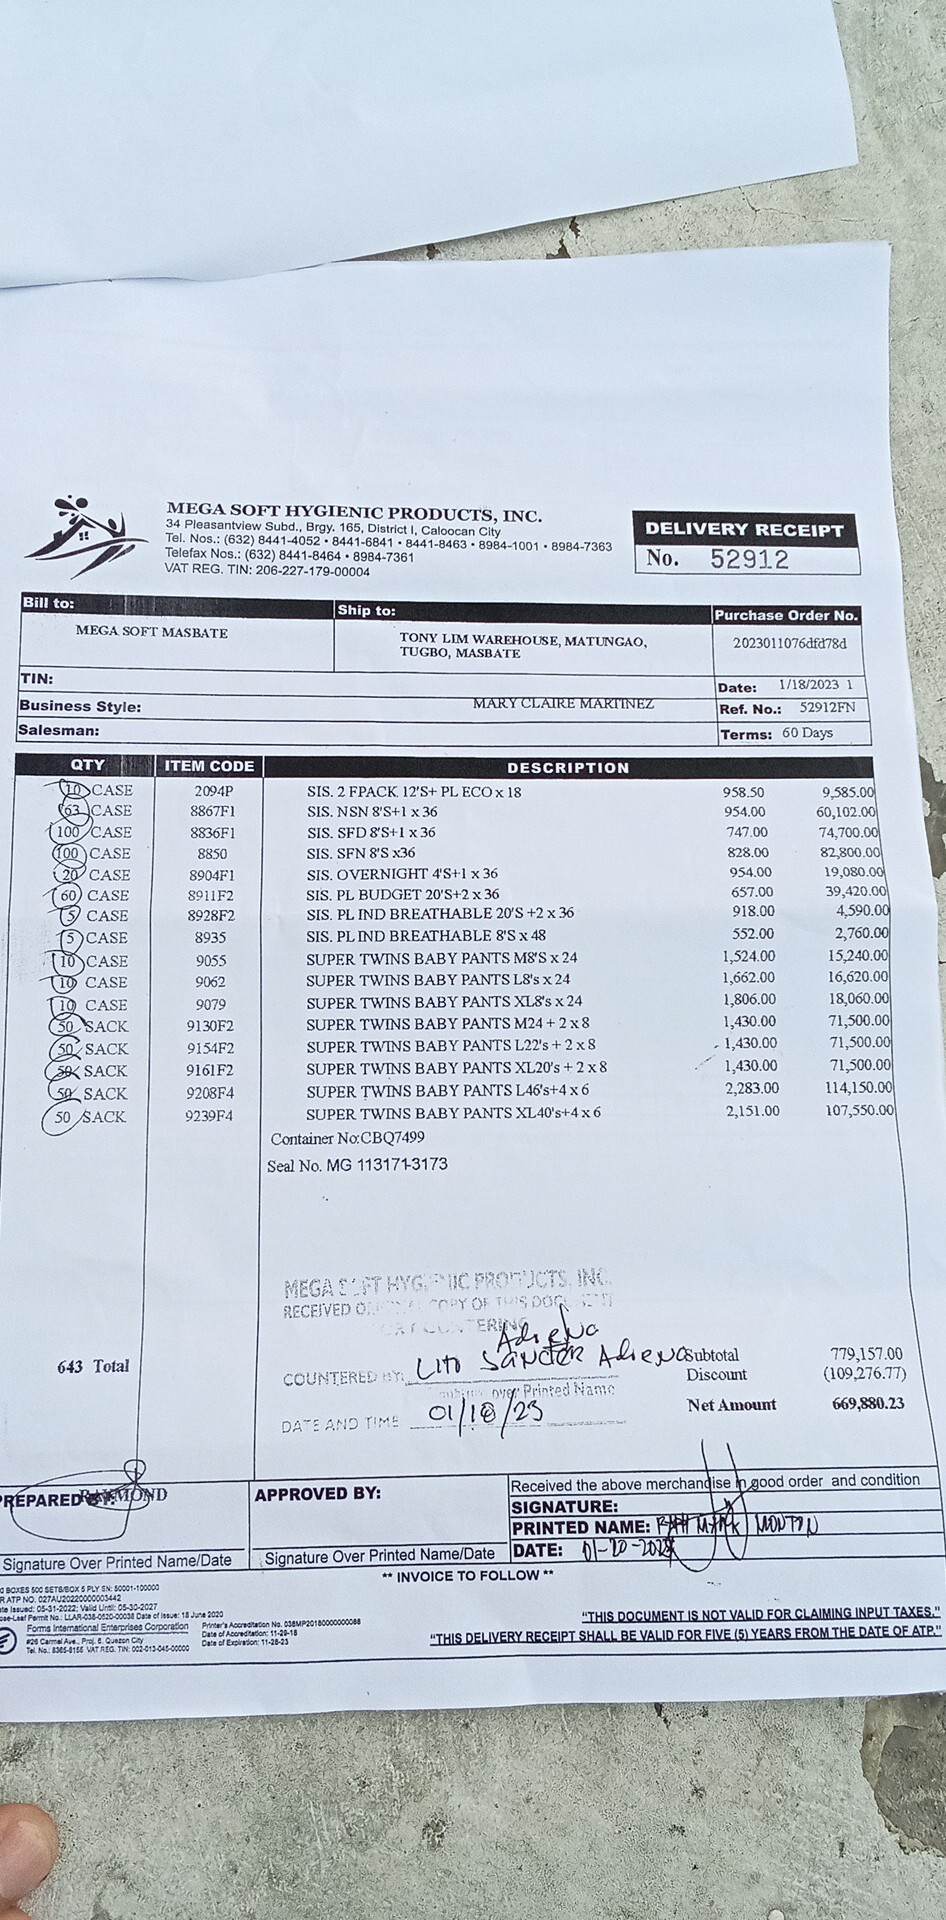 MEGA SOFT HYGIENIC PRODUCTS, INC.
34 Pleasantview Subd., Brgy. 165, District I, Caloocan City
Tel. Nos.: (632) 8441-4052 • 8441-6841 • 8441-8463 • 8984-1001 • 8984-7363
Telefax Nos.: (632) 8441-8464 • 8984-7361
VAT REG. TIN: 206-227-179-00004
DELIVERY RECEIPT
No. 52912
Bill to:
MEGA SOFT MASBATE
Ship to:
TONY LIM WAREHOUSE, MATUNGAO,
TUGBO, MASBATE
Purchase Order No.
2023011076dfd78d
TIN:
Date: 1/18/2023 1
Business Style: MARY CLAIRE MARTINEZ
Ref. No.: 52912FN
Salesman:
Terms: 60 Days
QTY ITEM CODE DESCRIPTION
10 CASE 2094P SIS. 2 FPACK 12'S+ PL ECO x 18 958.50 9,585.00
63 CASE 8867F1 SIS. NSN 8'S+1 x 36 954.00 60,102.00
100 CASE 8836F1 SIS. SFD 8'S+1 x 36 747.00 74,700.00
100 CASE 8850 SIS. SFN 8'S x36 828.00 82,800.00
20 CASE 8904F1 SIS. OVERNIGHT 4'S+1 x 36 954.00 19,080.00
60 CASE 8911F2 SIS. PL BUDGET 20'S+2 x 36 657.00 39,420.00
5 CASE 8928F2 SIS. PL IND BREATHABLE 20'S +2 x 36 918.00 4,590.00
5 CASE 8935 SIS. PL IND BREATHABLE 8'S x 48 552.00 2,760.00
10 CASE 9055 SUPER TWINS BABY PANTS M8'S x 24 1,524.00 15,240.00
10 CASE 9062 SUPER TWINS BABY PANTS L8's x 24 1,662.00 16,620.00
10 CASE 9079 SUPER TWINS BABY PANTS XL8's x 24 1,806.00 18,060.00
50 SACK 9130F2 SUPER TWINS BABY PANTS M24 + 2 x 8 1,430.00 71,500.00
50 SACK 9154F2 SUPER TWINS BABY PANTS L22's + 2 x 8 1,430.00 71,500.00
50 SACK 9161F2 SUPER TWINS BABY PANTS XL20's + 2 x 8 1,430.00 71,500.00
50 SACK 9208F4 SUPER TWINS BABY PANTS L46's+4 x 6 2,283.00 114,150.00
50 SACK 9239F4 SUPER TWINS BABY PANTS XL40's+4 x 6 2,151.00 107,550.00
Container No:CBQ7499
Seal No. MG 113171-3173
MEGA SOFT HYGIENIC PRODUCTS, INC.
RECEIVED ORIGINAL COPY OF THIS DOCUMENT
COUNTERING
Adreno
643 Total
COUNTERED BY: Lito Sancer Adreno
over Printed Name
DATE AND TIME 01/18/23
Subtotal 779,157.00
Discount (109,276.77)
Net Amount 669,880.23
PREPARED BY: RAYMOND
Signature Over Printed Name/Date
APPROVED BY:
Signature Over Printed Name/Date
Received the above merchandise in good order and condition
SIGNATURE:
PRINTED NAME: MARK MONTON
DATE: 01-20-2023
** INVOICE TO FOLLOW **
BOXES 500 SETS/BOX 5 PLY SN: 50001-100000
ATP NO. 027AU20220000003442
Issued: 05-31-2022; Valid Until: 05-30-2027
Loose-Leaf Permit No.: LLAR-038-0520-00038 Date of Issue: 18 June 2020
Forms International Enterprises Corporation
#26 Carmel Ave., Proj. 6, Quezon City
Tel. No.: 8365-8155 VAT REG. TIN: 002-013-045-00000
Printer's Accreditation No. 038MP20180000000088
Date of Accreditation: 11-29-18
Date of Expiration: 11-28-23
"THIS DOCUMENT IS NOT VALID FOR CLAIMING INPUT TAXES."
"THIS DELIVERY RECEIPT SHALL BE VALID FOR FIVE (5) YEARS FROM THE DATE OF ATP."